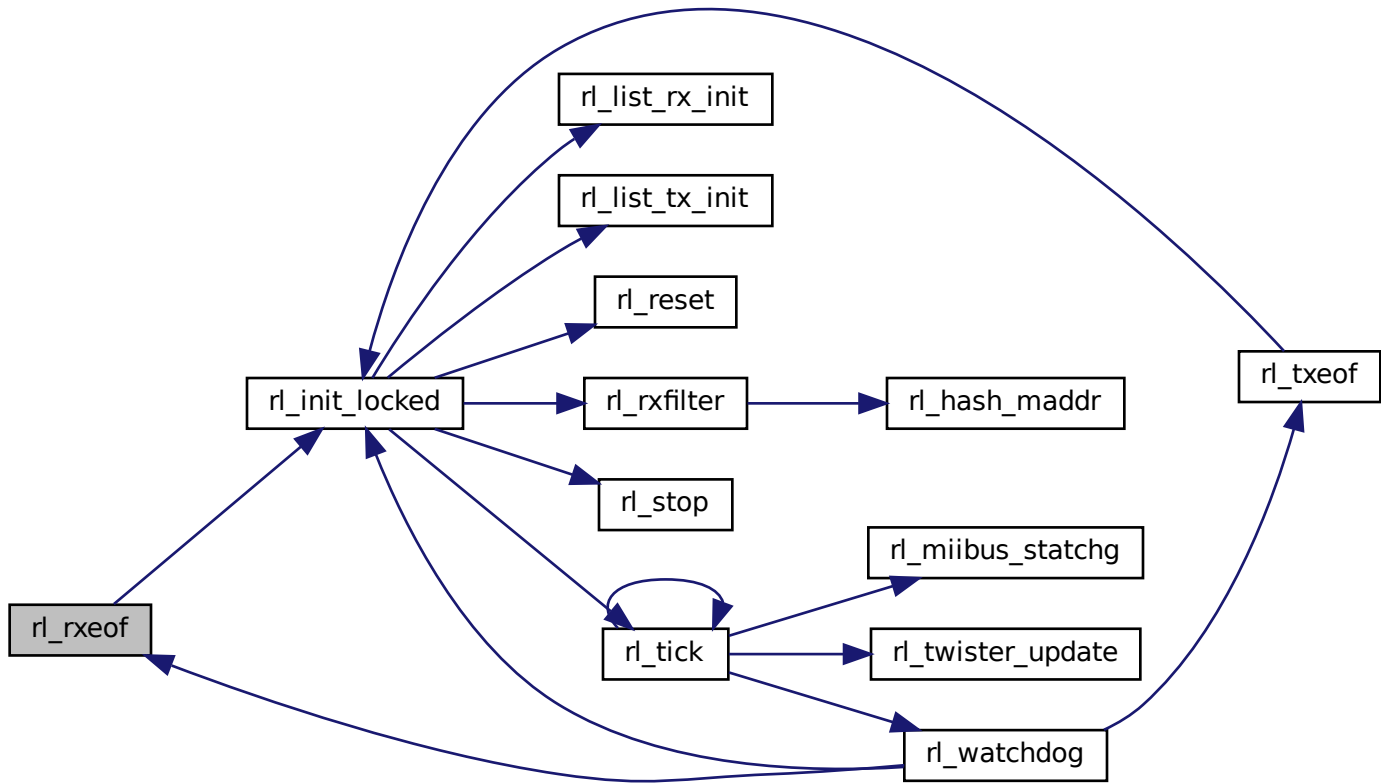 rl_list_rx_init
rl_list_tx_init
rl_reset
rl_txeof
rl_init_locked
rl_rxfilter
rl_hash_maddr
rl_stop
rl_miibus_statchg
rl_rxeof
rl_tick
rl_twister_update
rl_watchdog